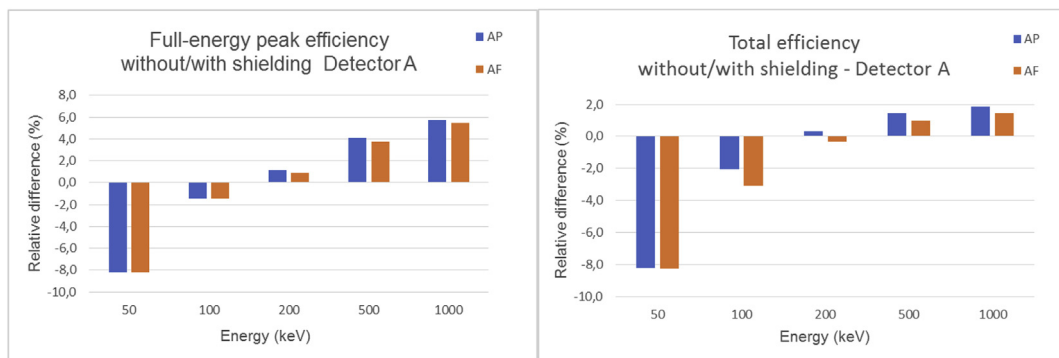 Full-energy peak efficiency
without/with shielding Detector A
AP
AF
Relative difference (%)
8,0
6,0
4,0
2,0
0,0
-2,0
-4,0
-6,0
-8,0
-10,0
50 100 200 500 1000
Energy (keV)
Total efficiency
without/with shielding - Detector A
AP
AF
Relative difference (%)
2,0
0,0
-2,0
-4,0
-6,0
-8,0
-10,0
50 100 200 500 1000
Energy (keV)